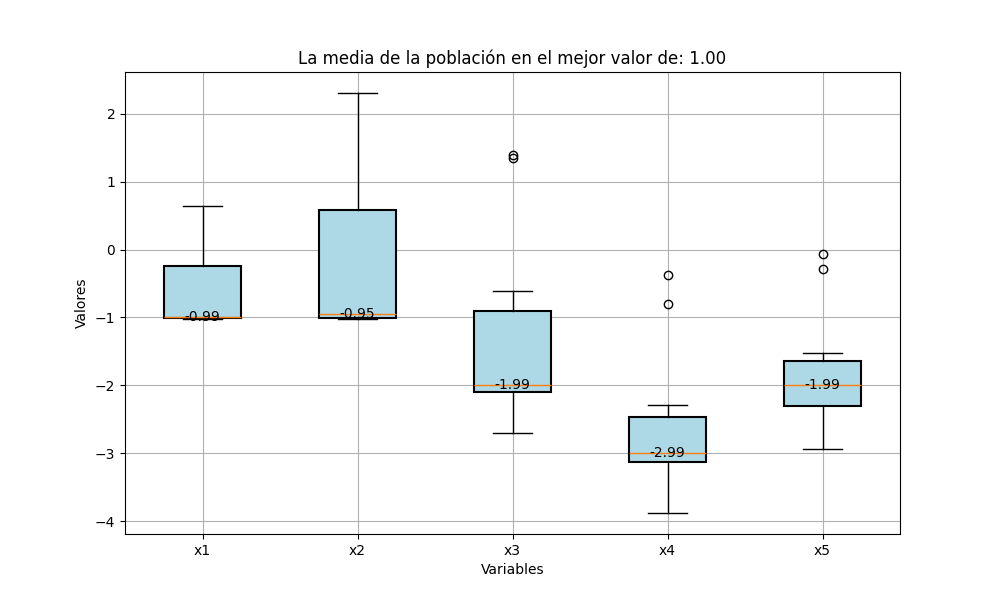 La media de la población en el mejor valor de: 1.00
Valores
2
1
0
−1
−2
−3
−4
-0.99
-0.95
-1.99
-2.99
-1.99
x1
x2
x3
x4
x5
Variables